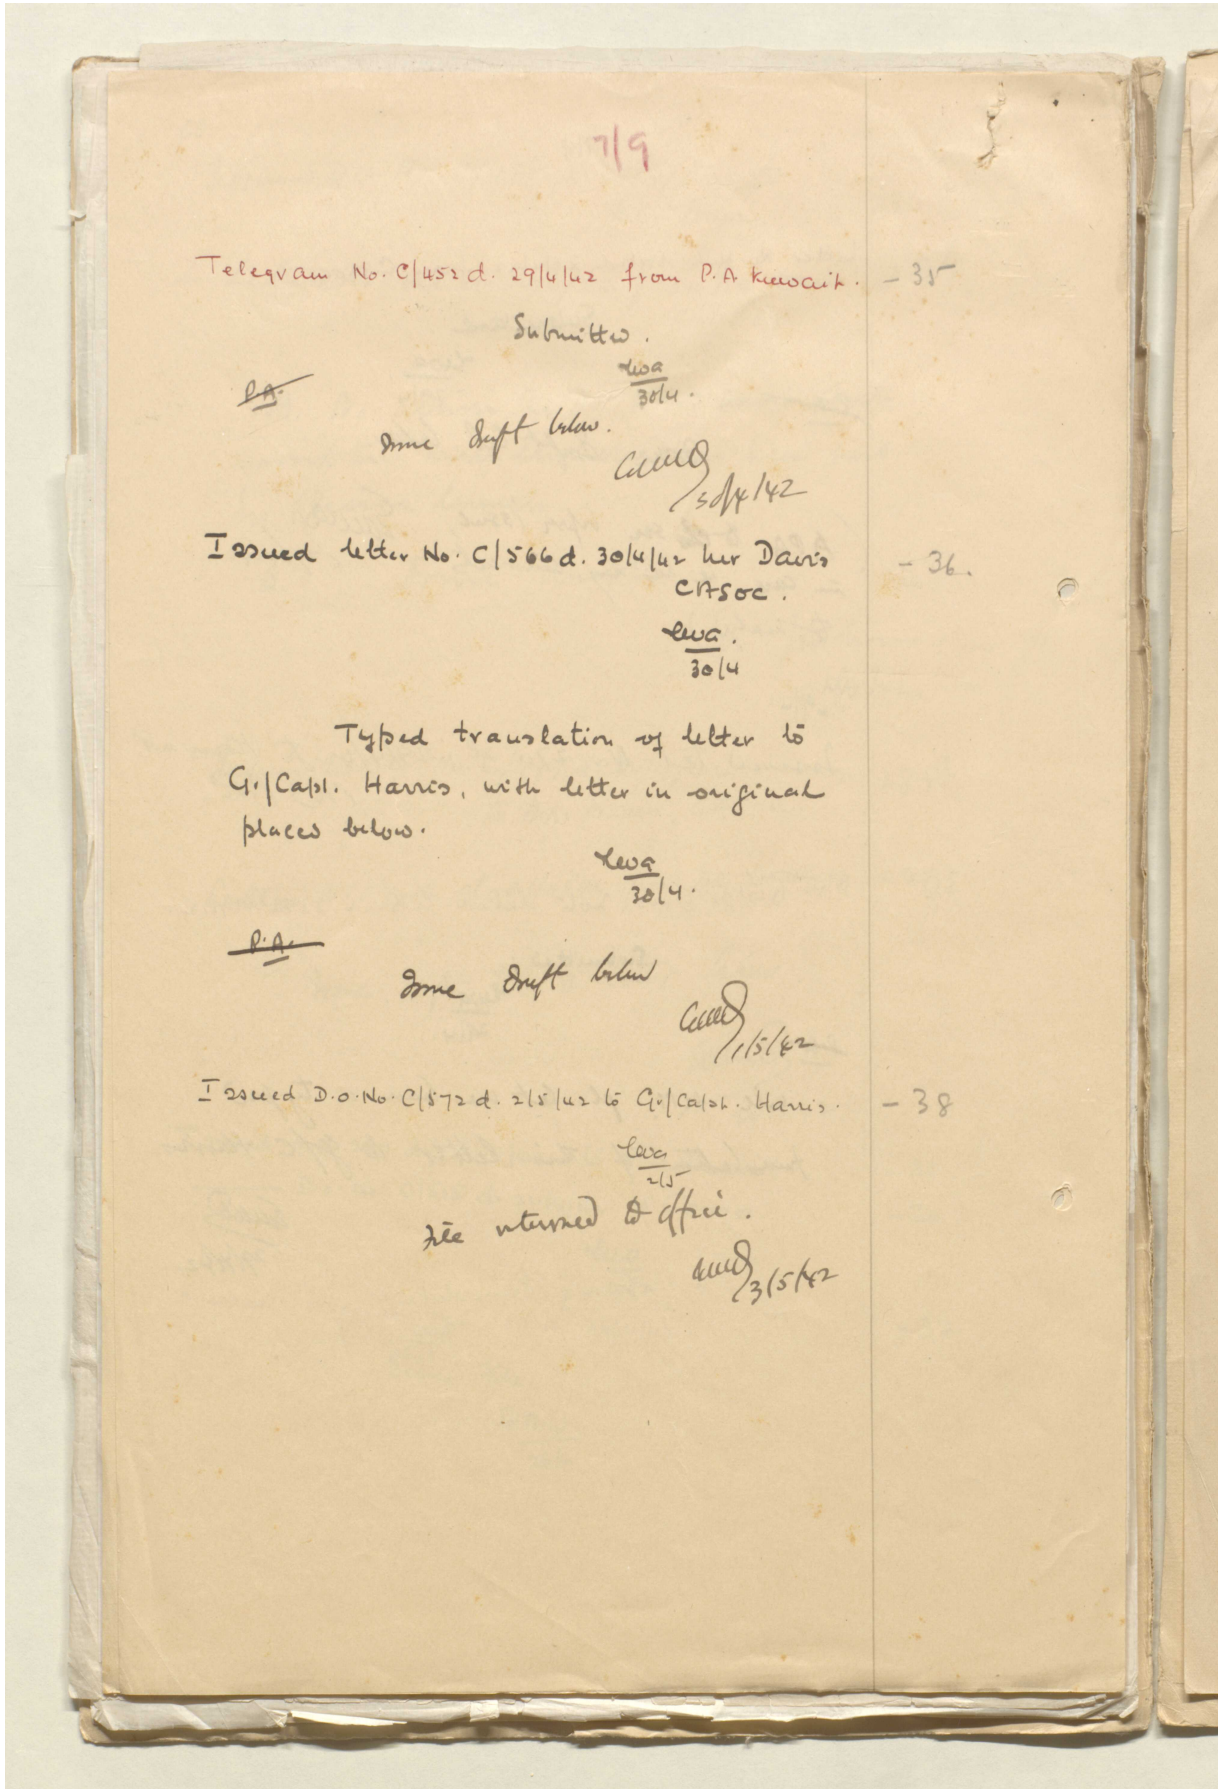 7/9
Telegram No. C/452 d. 29/4/42 from P.A Kuwait. - 35
Submitted.
30/4.
P.A.
Issue draft below.
30/4/42
Issued letter No. C/566 d. 30/4/42 Davis - 36.
CASOC.
30/4
Typed translation of letter to
Gr/Capt. Harris, with letter in original
placed below.
30/4.
P.A.
Issue draft below
1/5/42
Issued D.O.No. C/572 d. 2/5/42 to Gr/Capt. Harris. - 38
2/5
File returned to office.
3/5/42